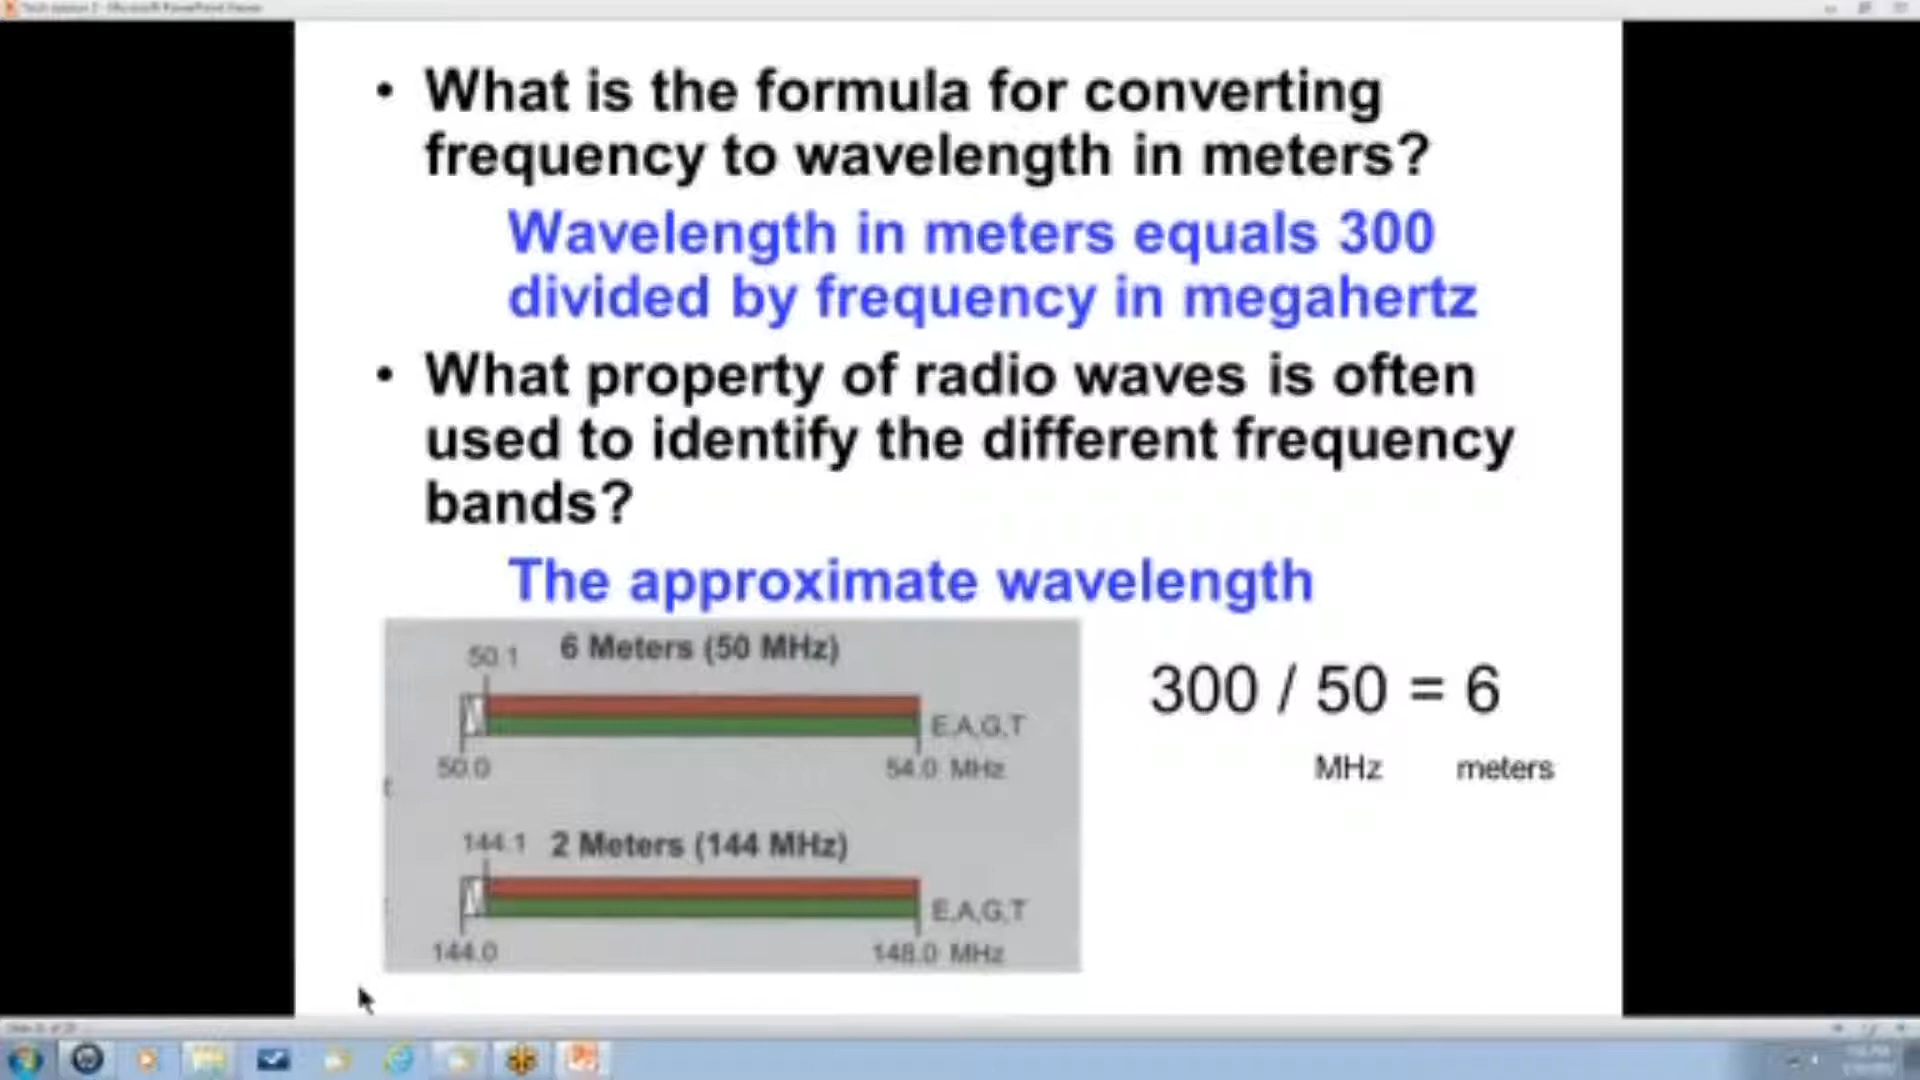 • What is the formula for converting
frequency to wavelength in meters?
Wavelength in meters equals 300
divided by frequency in megahertz
• What property of radio waves is often
used to identify the different frequency
bands?
The approximate wavelength
50.1 6 Meters (50 MHz)
E,A,G,T
50.0 54.0 MHz
300 / 50 = 6
MHz meters
144.1 2 Meters (144 MHz)
E,A,G,T
144.0 148.0 MHz